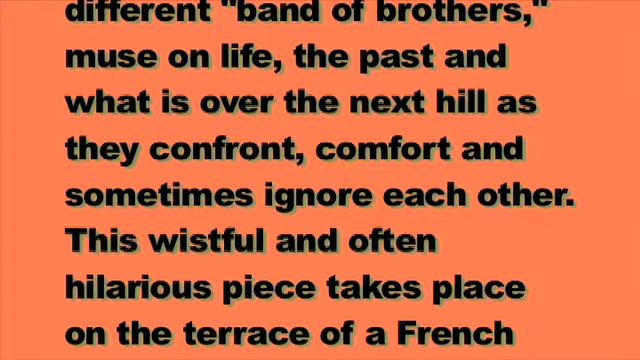 different "band of brothers,"
muse on life, the past and
what is over the next hill as
they confront, comfort and
sometimes ignore each other.
This wistful and often
hilarious piece takes place
on the terrace of a French